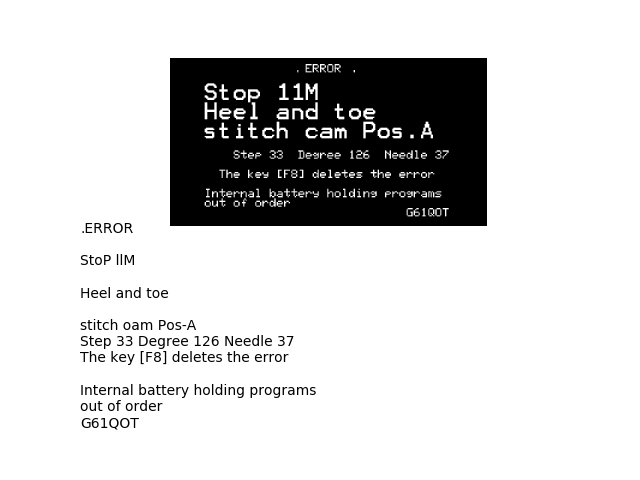 . ERROR .
Stop 11M
Heel and toe
stitch cam Pos.A
Step 33 Degree 126 Needle 37
The key [F8] deletes the error
Internal battery holding programs
out of order
G61QOT
.ERROR
StoP llM
Heel and toe
stitch oam Pos-A
Step 33 Degree 126 Needle 37
The key [F8] deletes the error
Internal battery holding programs
out of order
G61QOT